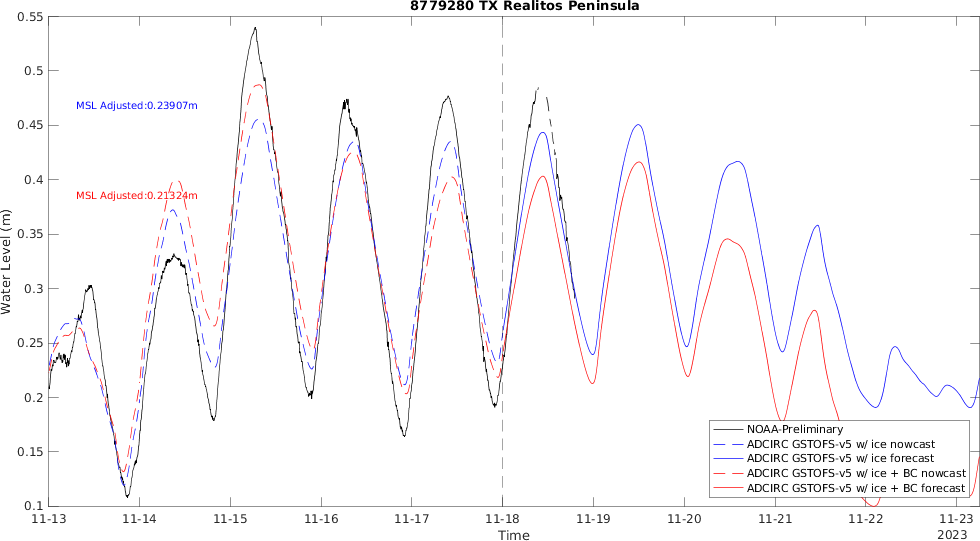 8779280 TX Realitos Peninsula
0.55
0.5
0.45
0.4
0.35
0.3
0.25
0.2
0.15
0.1
Water Level (m)
MSL Adjusted:0.23907m
MSL Adjusted:0.21324m
NOAA-Preliminary
ADCIRC GSTOFS-v5 w/ ice nowcast
ADCIRC GSTOFS-v5 w/ ice forecast
ADCIRC GSTOFS-v5 w/ ice + BC nowcast
ADCIRC GSTOFS-v5 w/ ice + BC forecast
11-13 11-14 11-15 11-16 11-17 11-18 11-19 11-20 11-21 11-22 11-23
Time
2023